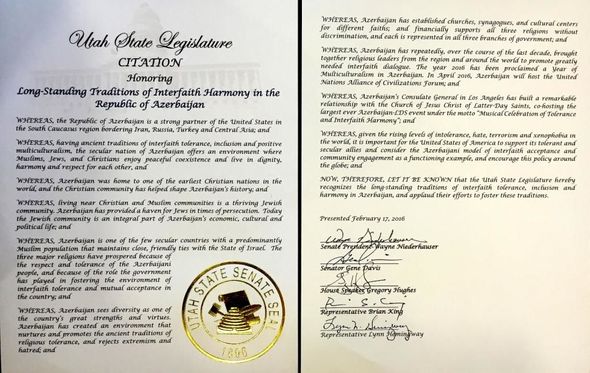 Utah State Legislature
CITATION
Honoring
Long-Standing Traditions of Interfaith Harmony in the
Republic of Azerbaijan
WHEREAS, the Republic of Azerbaijan is a strong partner of the United States in
the South Caucasus region bordering Iran, Russia, Turkey and Central Asia; and
WHEREAS, having ancient traditions of interfaith tolerance, inclusion and positive
multiculturalism, the secular nation of Azerbaijan offers an environment where
Muslims, Jews, and Christians enjoy peaceful coexistence and live in dignity,
harmony and respect for each other, and
WHEREAS, Azerbaijan was home to one of the earliest Christian nations in the
world, and the Christian community has helped shape Azerbaijan's history; and
WHEREAS, living near Christian and Muslim communities is a thriving Jewish
community. Azerbaijan has provided a haven for Jews in times of persecution. Today
the Jewish community is an integral part of Azerbaijan's economic, cultural and
political life; and
WHEREAS, Azerbaijan is one of the few secular countries with a predominantly
Muslim population that maintains close, friendly ties with the State of Israel. The
three major religions have prospered because of
the respect and tolerance of the Azerbaijani
people, and because of the role the government
has played in fostering the environment of
interfaith tolerance and mutual acceptance in
the country; and
WHEREAS, Azerbaijan sees diversity as one of
the country's great strengths and virtues.
Azerbaijan has created an environment that
nurtures and promotes the ancient traditions of
religious tolerance, and rejects extremism and
hatred; and
UTAH STATE SENATE SEAL
1896
WHEREAS, Azerbaijan has established churches, synagogues, and cultural centers
for different faiths; and financially supports all three religions without
discrimination, and each is represented in all three branches of government; and
WHEREAS, Azerbaijan has repeatedly, over the course of the last decade, brought
together religious leaders from the region and around the world to promote greatly
needed interfaith dialogue. The year 2016 has been proclaimed a Year of
Multiculturalism in Azerbaijan. In April 2016, Azerbaijan will host the United
Nations Alliance of Civilizations Forum; and
WHEREAS, Azerbaijan's Consulate General in Los Angeles has built a remarkable
relationship with the Church of Jesus Christ of Latter-Day Saints, co-hosting the
largest ever Azerbaijan-LDS event under the motto "Musical Celebration of Tolerance
and Interfaith Harmony"; and
WHEREAS, given the rising levels of intolerance, hate, terrorism and xenophobia in
the world, it is important for the United States of America to support its tolerant and
secular allies and consider the Azerbaijani model of interfaith acceptance and
community engagement as a functioning example, and encourage this policy around
the globe; and
NOW, THEREFORE, LET IT BE KNOWN that the Utah State Legislature hereby
recognizes the long-standing traditions of interfaith tolerance, inclusion and
harmony in Azerbaijan, and applaud their efforts to foster these traditions.
Presented February 17, 2016
Senate President Wayne Niederhauser
Senator Gene Davis
House Speaker Gregory Hughes
Representative Brian King
Representative Lynn Hemingway